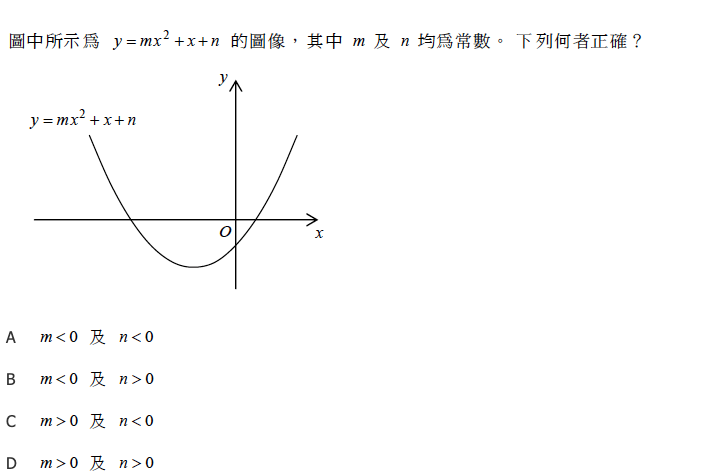 圖中所示爲 y=mx²+x+n 的圖像，其中 m 及 n 均爲常數。下列何者正確？
y
y=mx²+x+n
O
x
A m<0 及 n<0
B m<0 及 n>0
C m>0 及 n<0
D m>0 及 n>0